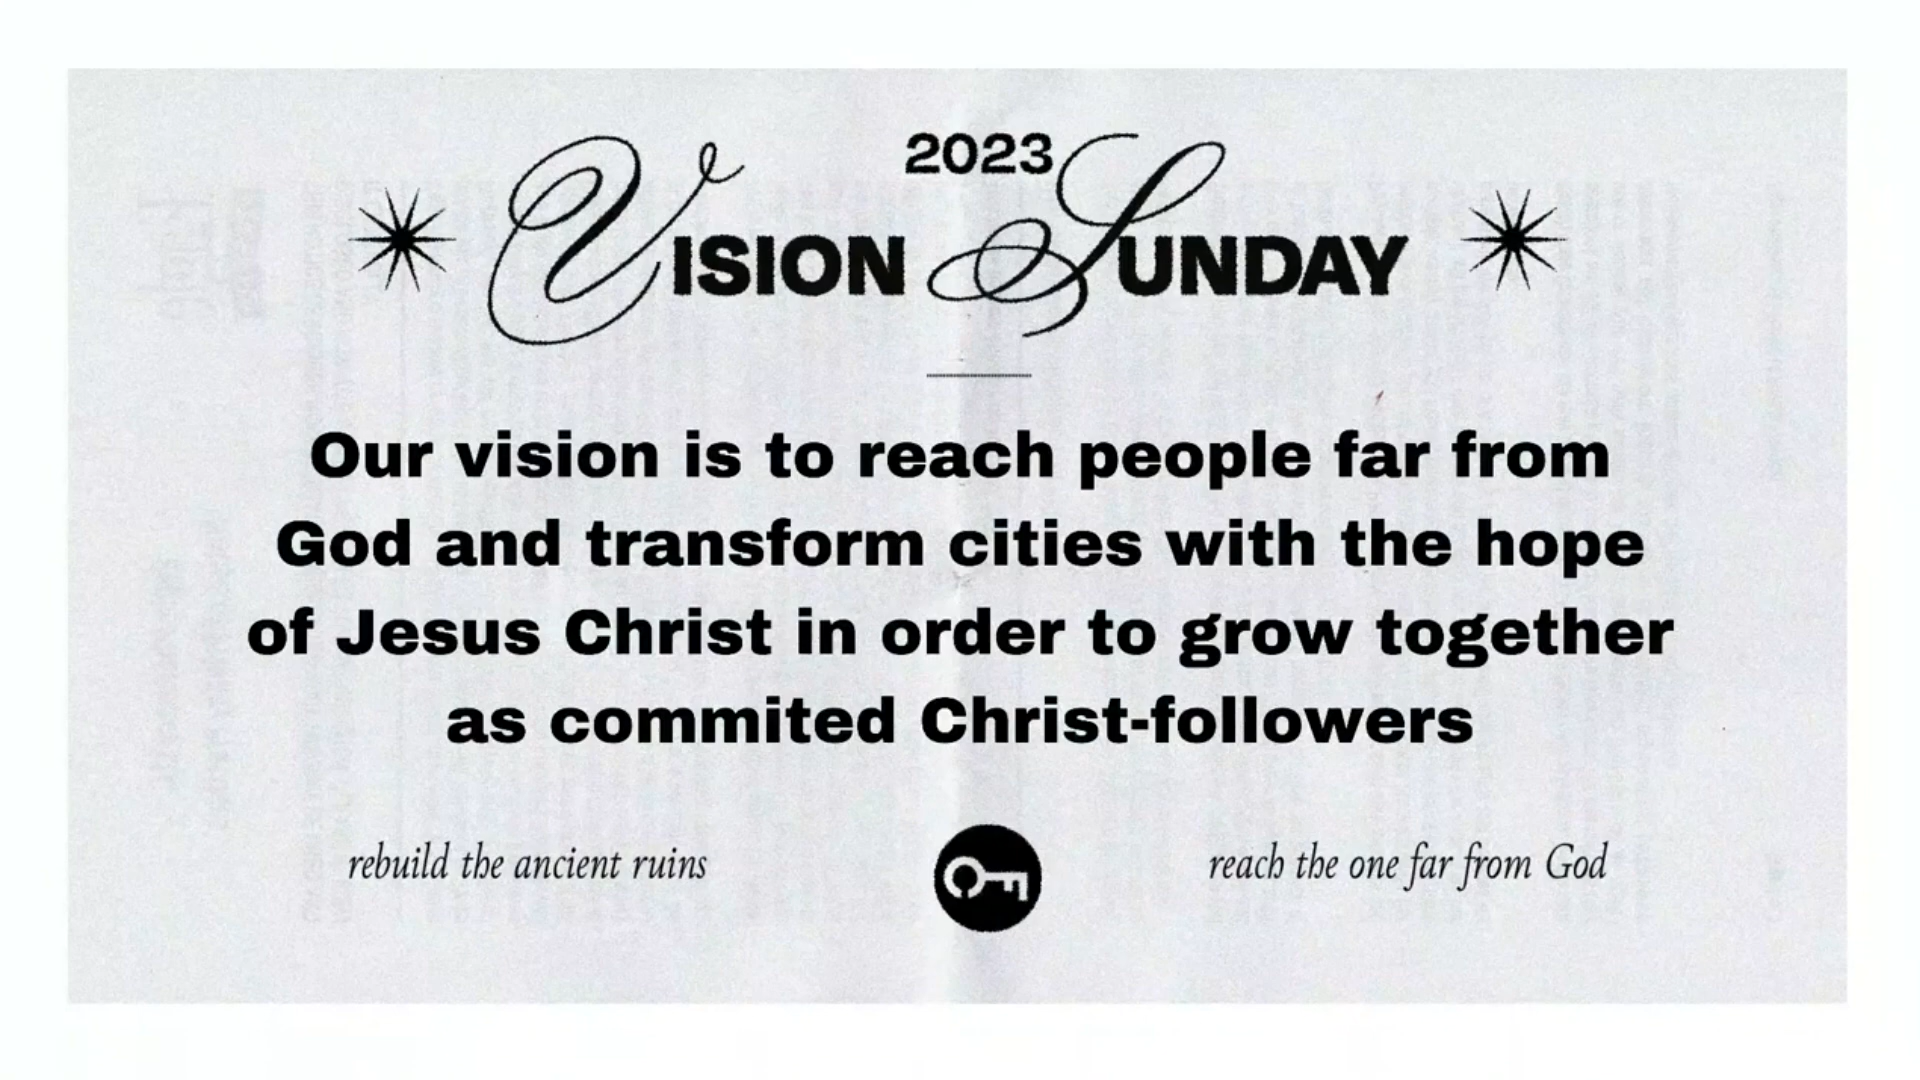 2023
VISION SUNDAY
Our vision is to reach people far from
God and transform cities with the hope
of Jesus Christ in order to grow together
as commited Christ-followers
rebuild the ancient ruins
reach the one far from God